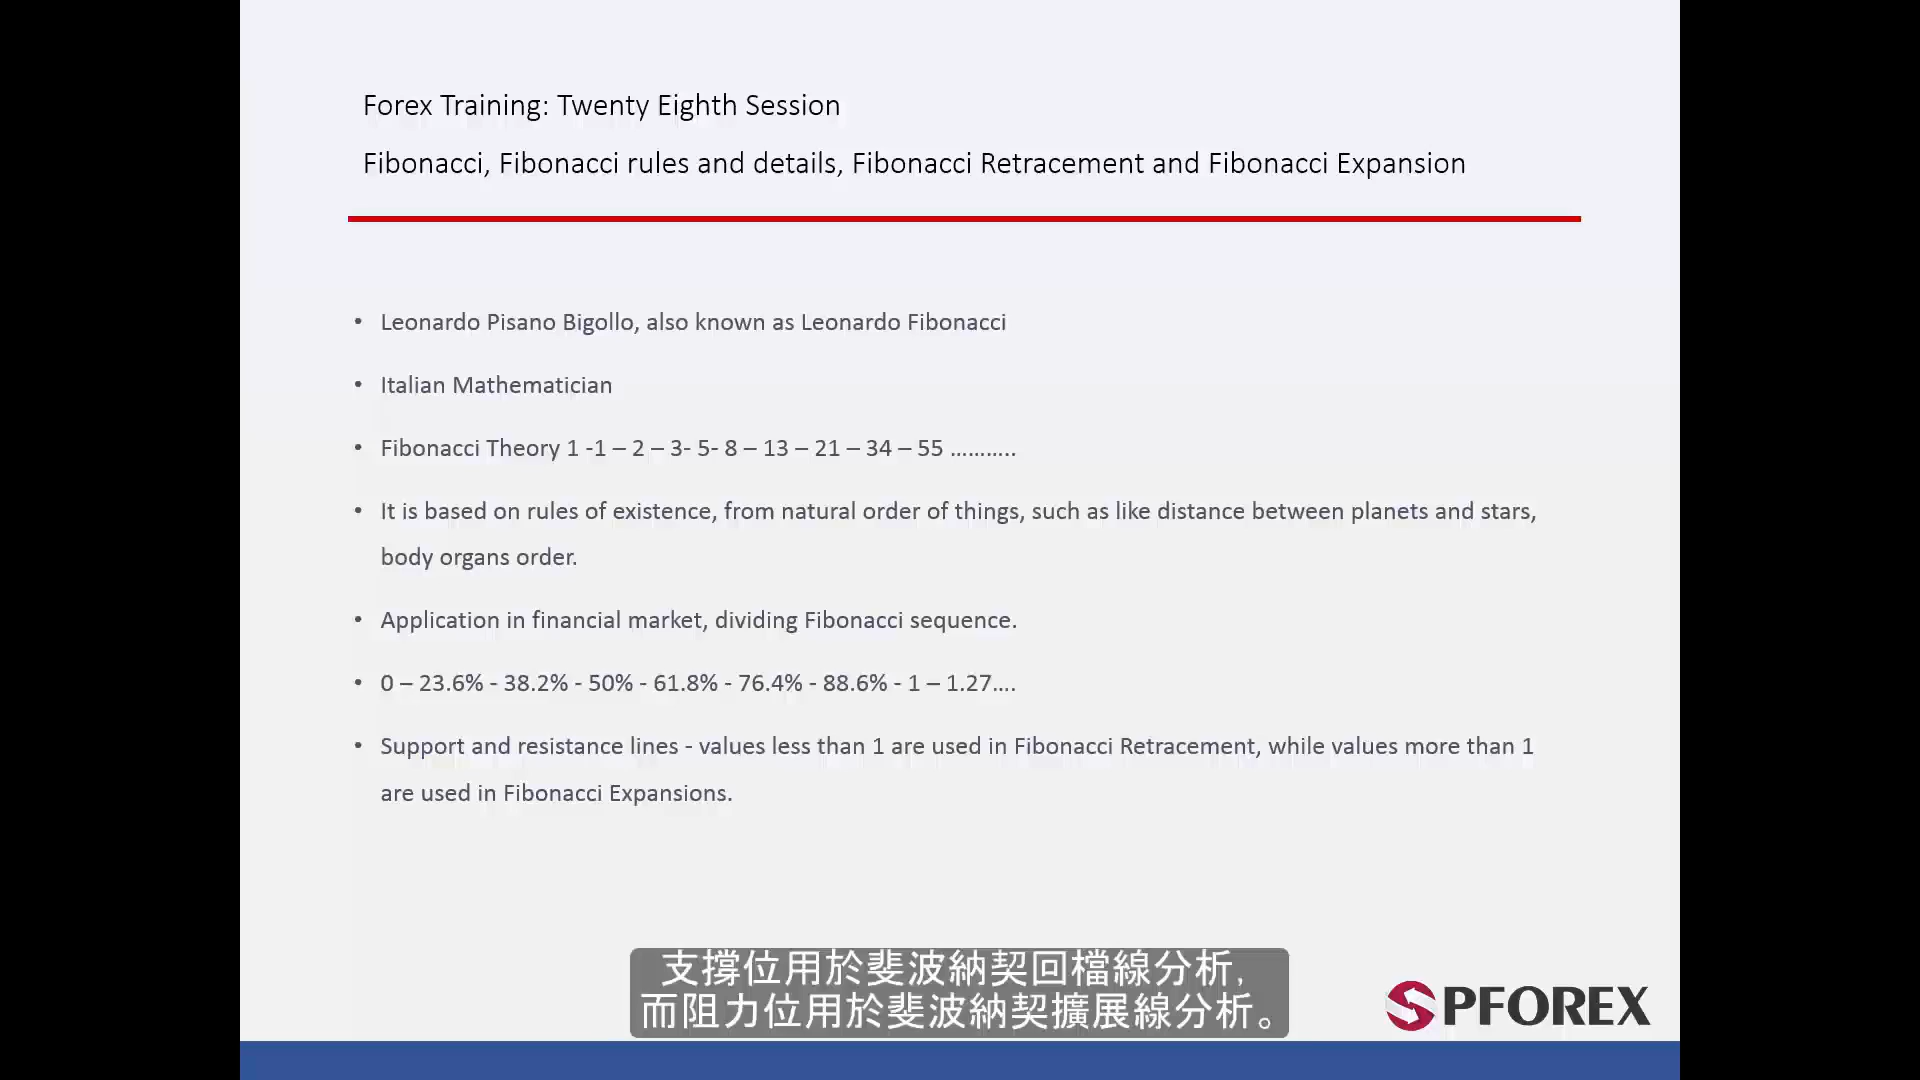 Forex Training: Twenty Eighth Session
Fibonacci, Fibonacci rules and details, Fibonacci Retracement and Fibonacci Expansion
• Leonardo Pisano Bigollo, also known as Leonardo Fibonacci
• Italian Mathematician
• Fibonacci Theory 1 -1 – 2 – 3- 5- 8 – 13 – 21 – 34 – 55 ………..
• It is based on rules of existence, from natural order of things, such as like distance between planets and stars,
body organs order.
• Application in financial market, dividing Fibonacci sequence.
• 0 – 23.6% - 38.2% - 50% - 61.8% - 76.4% - 88.6% - 1 – 1.27….
• Support and resistance lines - values less than 1 are used in Fibonacci Retracement, while values more than 1
are used in Fibonacci Expansions.
支撐位用於斐波納契回檔線分析,
而阻力位用於斐波納契擴展線分析。
SPFOREX